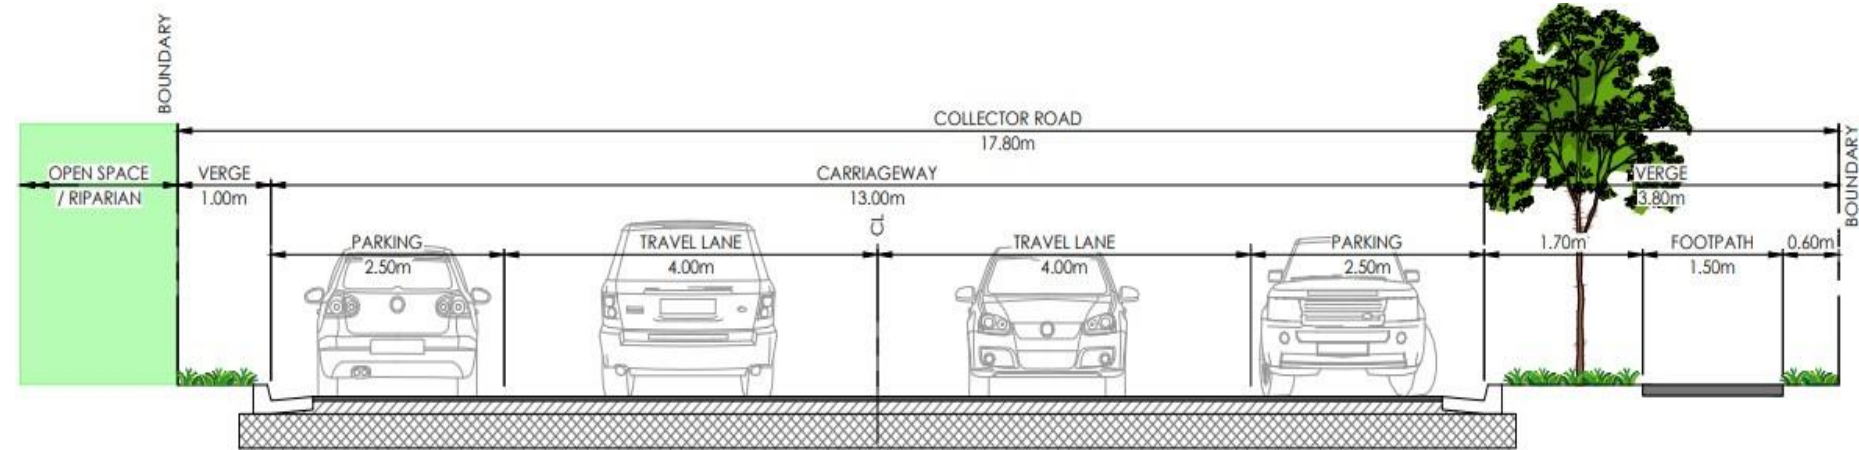 BOUNDARY
COLLECTOR ROAD
17.80m
BOUNDARY
OPEN SPACE
/ RIPARIAN
VERGE
1.00m
CARRIAGEWAY
13.00m
VERGE
3.80m
CL
PARKING
2.50m
TRAVEL LANE
4.00m
TRAVEL LANE
4.00m
PARKING
2.50m
1.70m
FOOTPATH
1.50m
0.60m